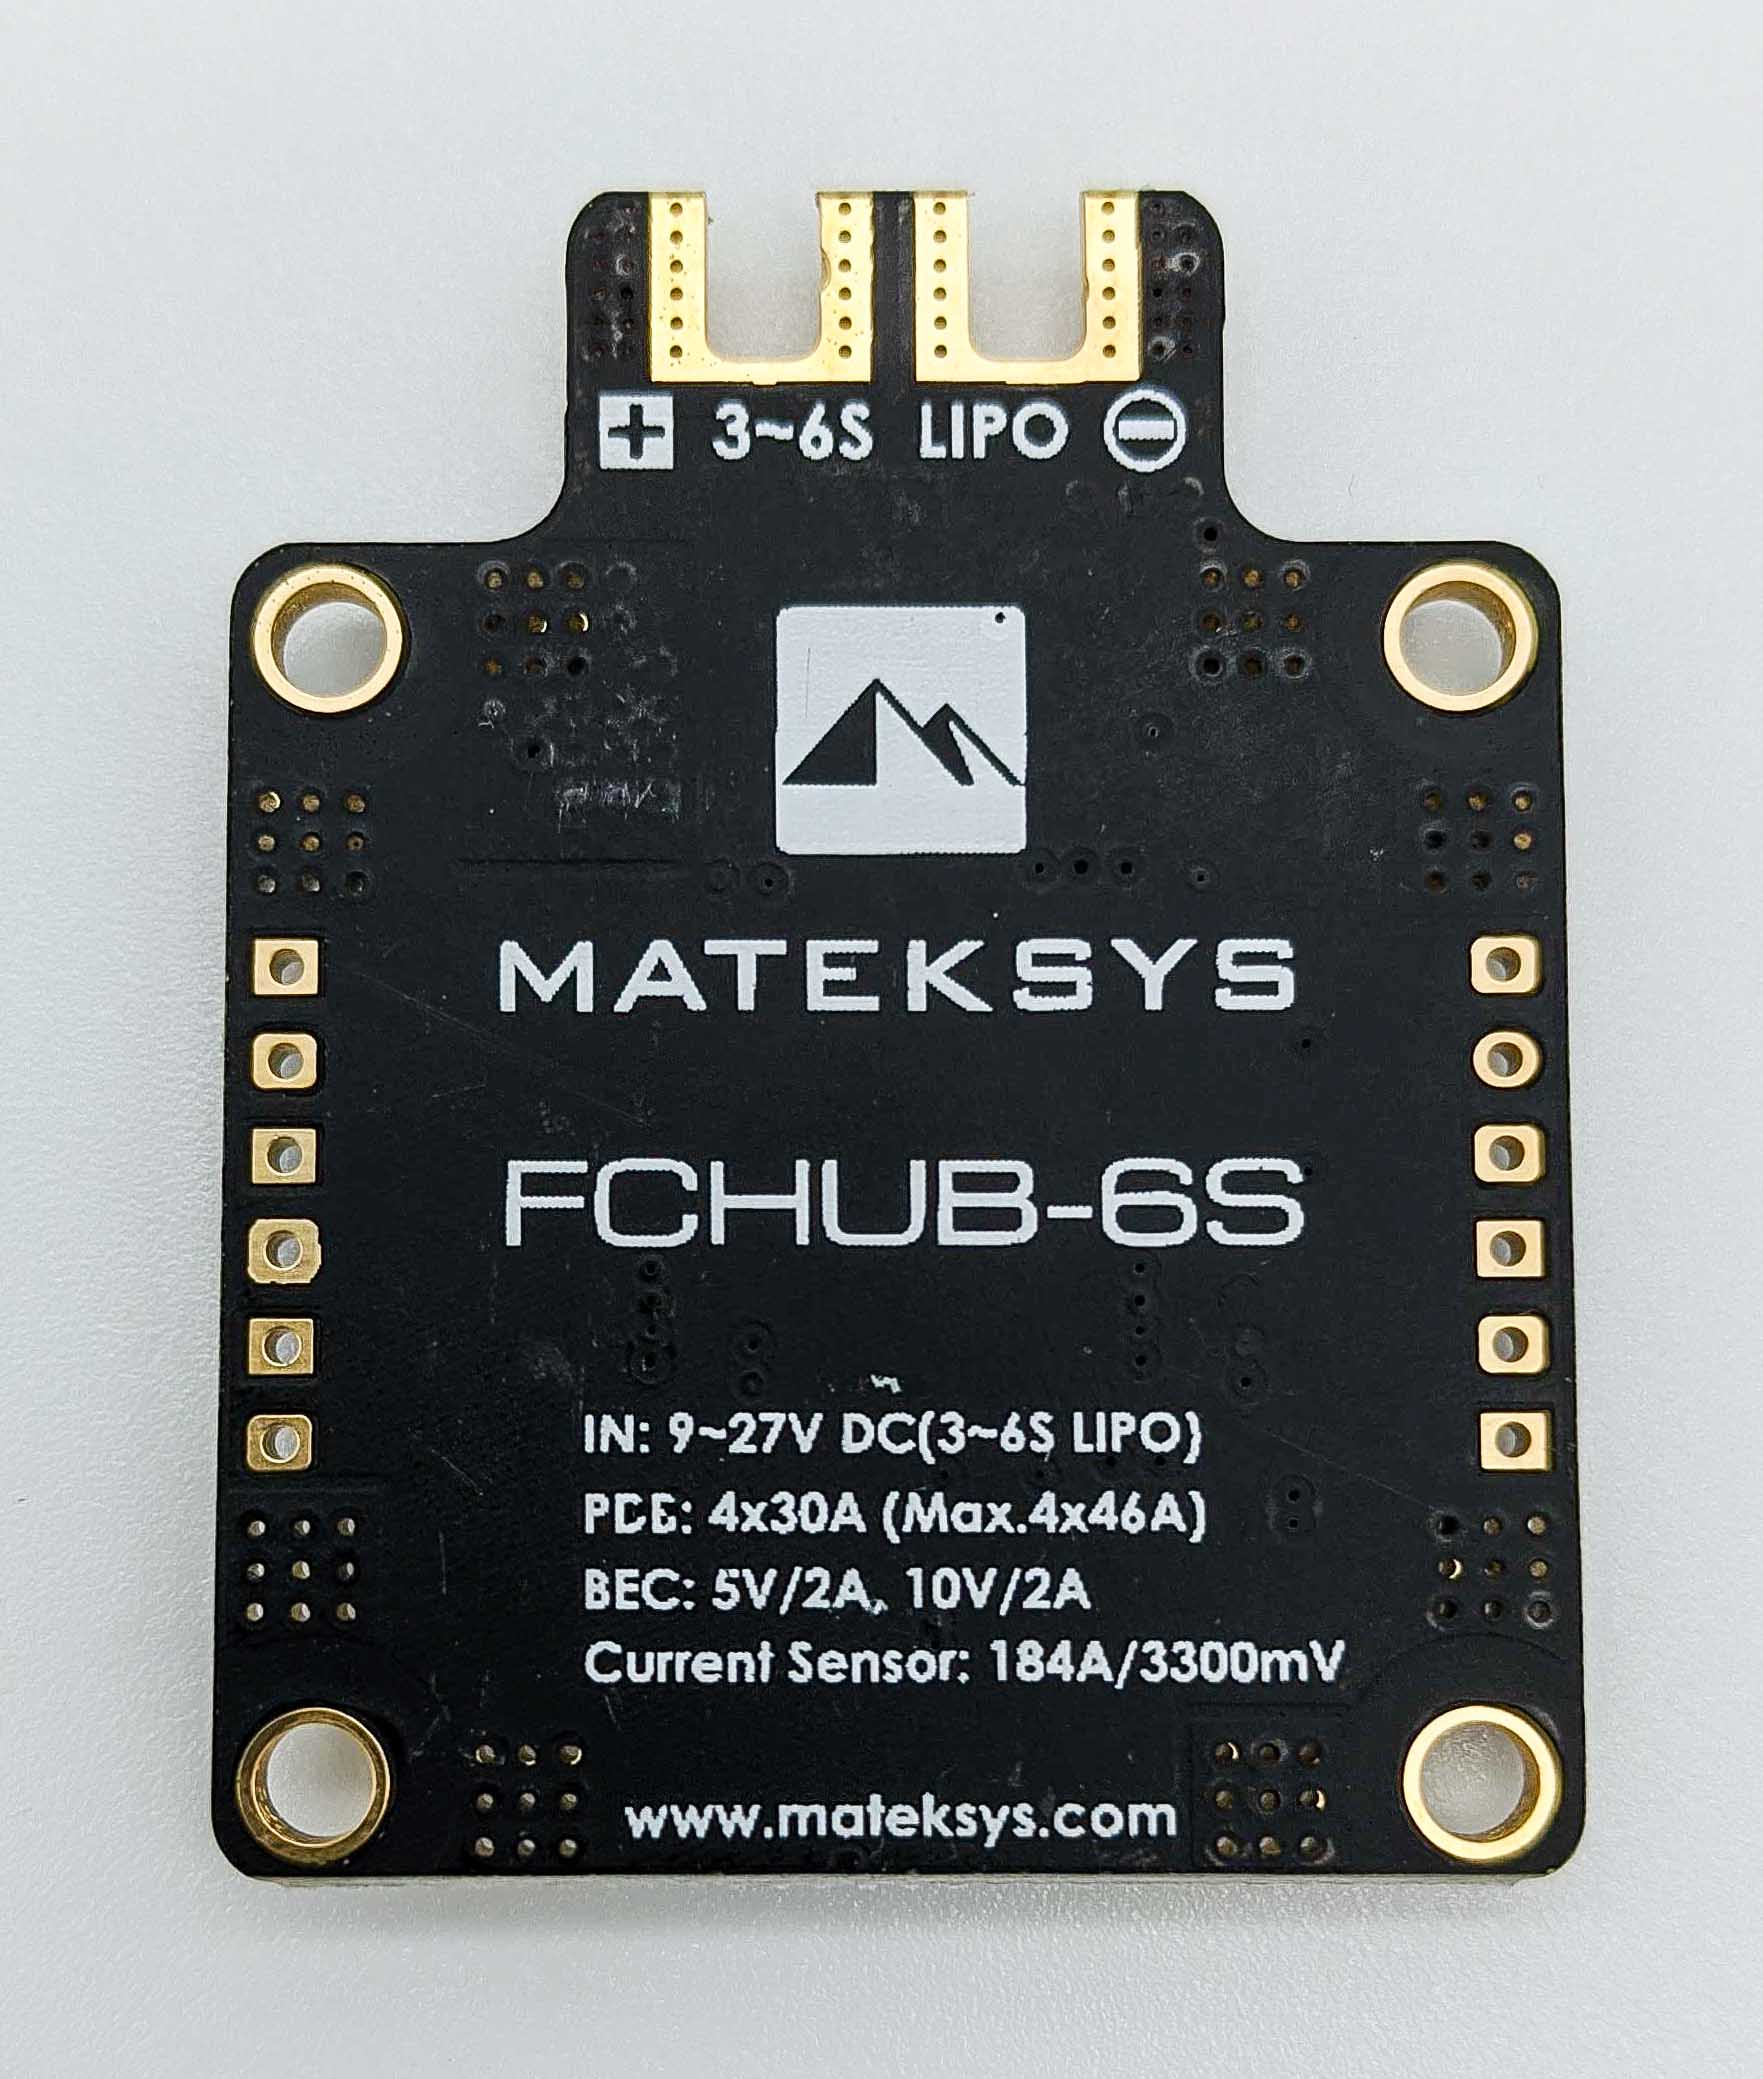 3~6S LIPO
MATEKSYS
FCHUB-6S
IN: 9~27V DC(3~6S LIPO)
PDB: 4x30A (Max.4x46A)
BEC: 5V/2A, 10V/2A
Current Sensor: 184A/3300mV
www.mateksys.com